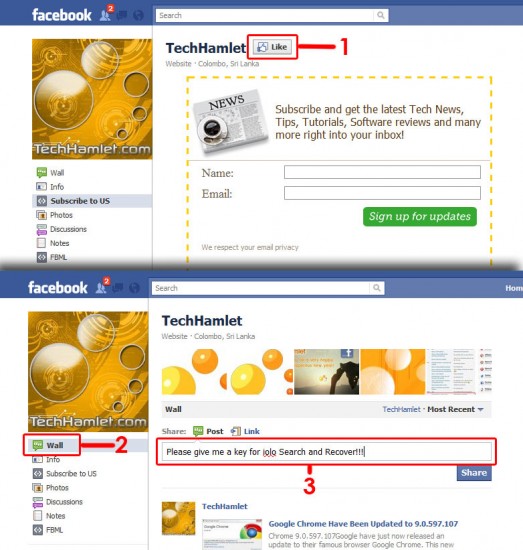 facebook
2
Search
TechHamlet
Like
1
Website · Colombo, Sri Lanka
TechHamlet.com
NEWS
Subscribe and get the latest Tech News,
Tips, Tutorials, Software reviews and many
more right into your inbox!
Name:
Email:
Sign up for updates
We respect your email privacy
Wall
Info
Subscribe to US
Photos
Discussions
Notes
FBML
facebook
2
Search
Home
TechHamlet
Website · Colombo, Sri Lanka
TechHamlet.com
Wall
TechHamlet · Most Recent
Share: Post Link
Please give me a key for iolo Search and Recover!!!
3
Share
Wall
2
Info
Subscribe to US
Photos
Discussions
Notes
FBML
TechHamlet
Google Chrome Have Been Updated to 9.0.597.107
Chrome 9.0.597.107Google have just now released an
update to their famous browser Google Chrome. This new